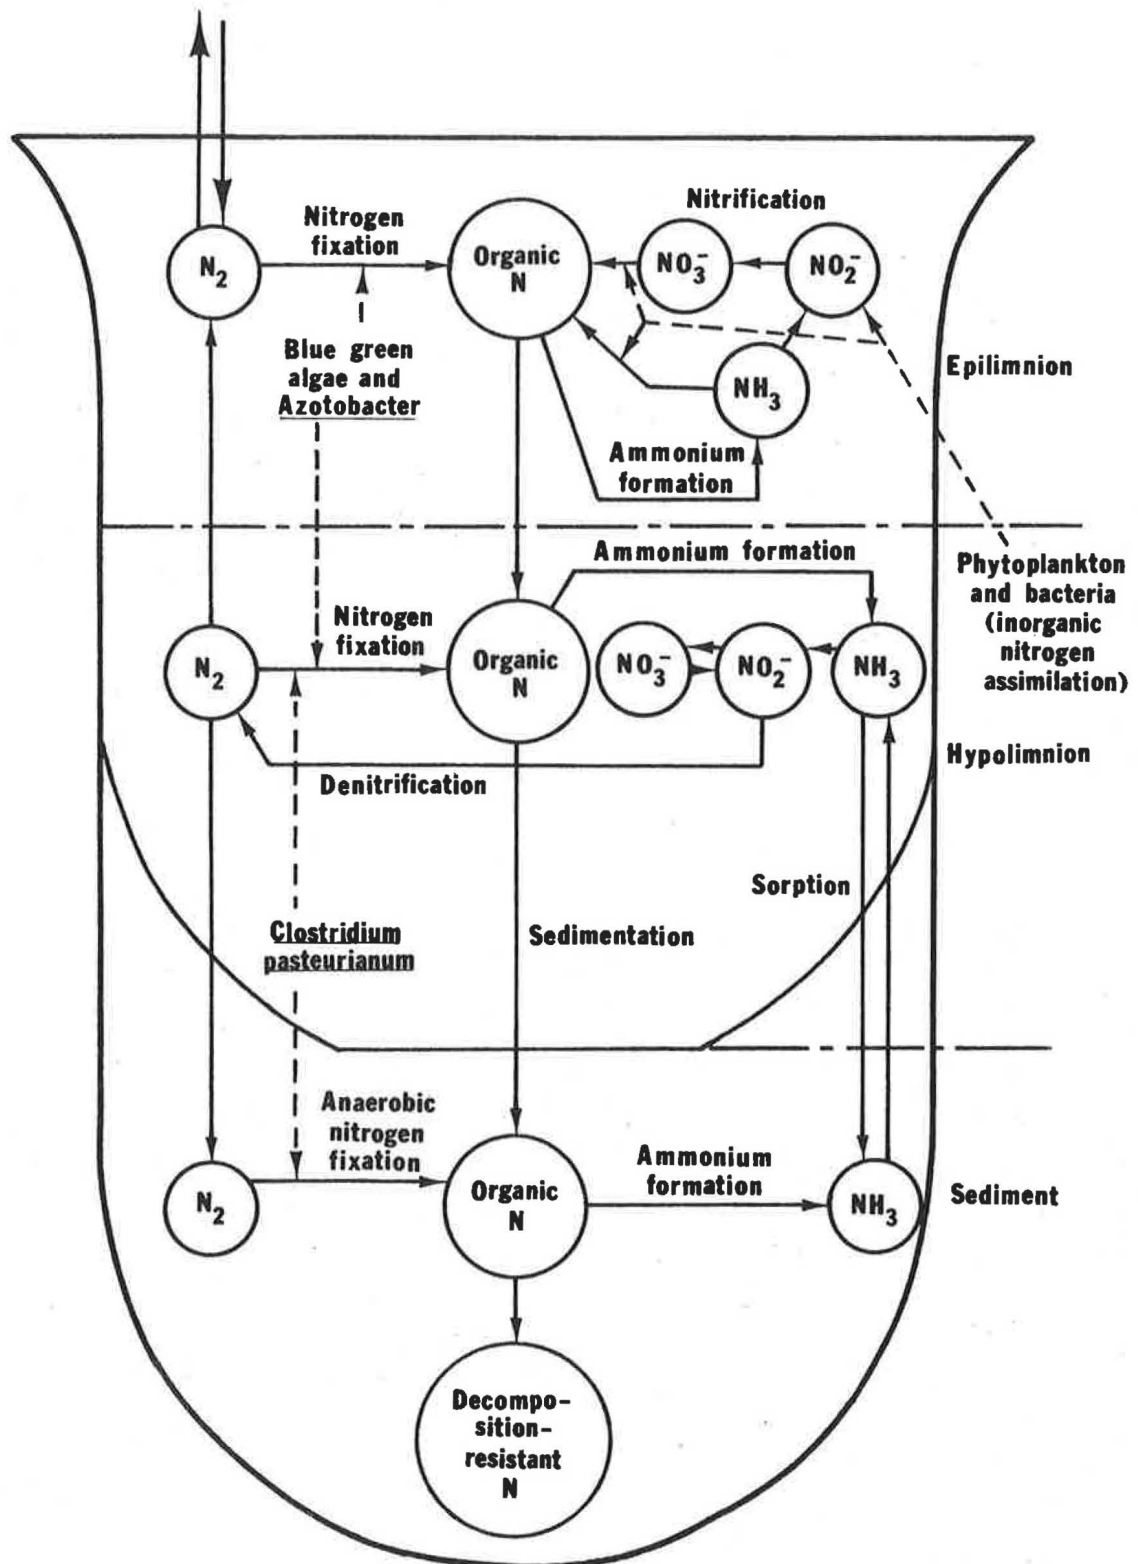 Nitrification
Nitrogen
fixation
N₂
Organic
N
NO₃⁻
NO₂⁻
Blue green
algae and
Azotobacter
NH₃
Epilimnion
Ammonium
formation
Ammonium formation
Phytoplankton
and bacteria
(inorganic
nitrogen
assimilation)
Nitrogen
fixation
N₂
Organic
N
NO₃⁻
NO₂⁻
NH₃
Hypolimnion
Denitrification
Sorption
Clostridium
pasteurianum
Sedimentation
Anaerobic
nitrogen
fixation
Ammonium
formation
N₂
Organic
N
NH₃
Sediment
Decompo-
sition-
resistant
N